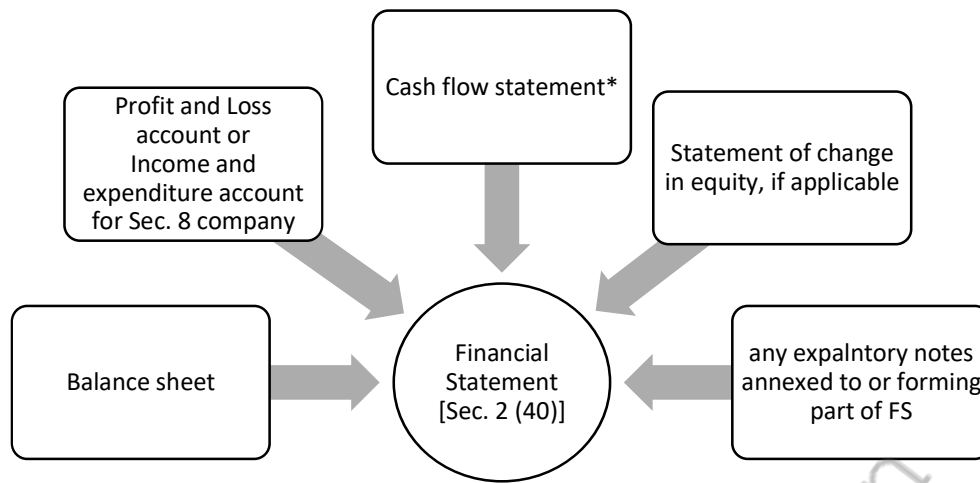 Cash flow statement*
Profit and Loss
account or
Income and
expenditure account
for Sec. 8 company
Statement of change
in equity, if applicable
Balance sheet
Financial
Statement
[Sec. 2 (40)]
any expalntory notes
annexed to or forming
part of FS